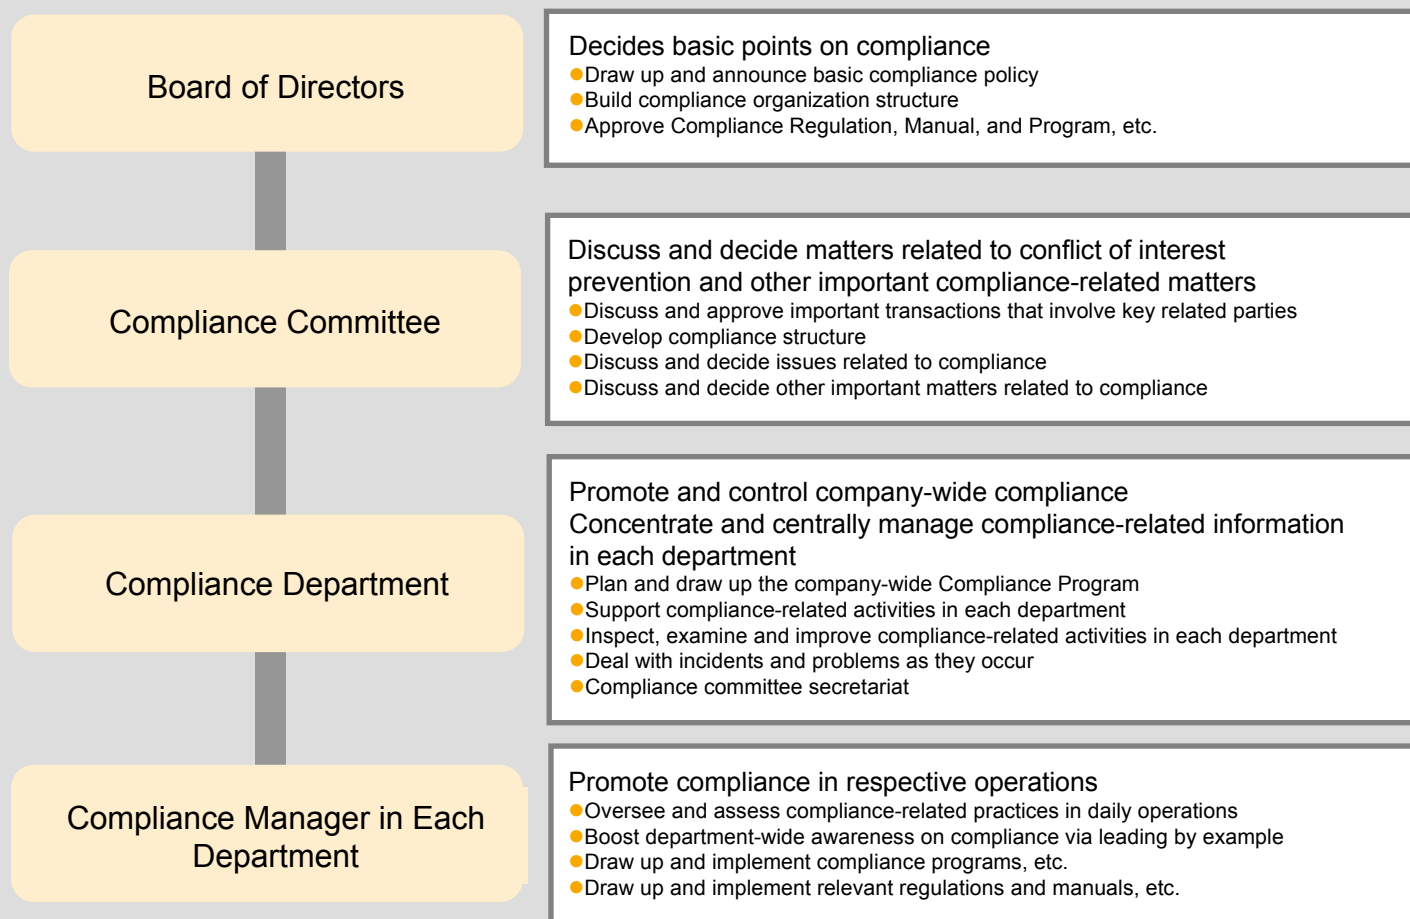 Board of Directors
Decides basic points on compliance
●Draw up and announce basic compliance policy
●Build compliance organization structure
●Approve Compliance Regulation, Manual, and Program, etc.
Compliance Committee
Discuss and decide matters related to conflict of interest
prevention and other important compliance-related matters
●Discuss and approve important transactions that involve key related parties
●Develop compliance structure
●Discuss and decide issues related to compliance
●Discuss and decide other important matters related to compliance
Compliance Department
Promote and control company-wide compliance
Concentrate and centrally manage compliance-related information
in each department
●Plan and draw up the company-wide Compliance Program
●Support compliance-related activities in each department
●Inspect, examine and improve compliance-related activities in each department
●Deal with incidents and problems as they occur
●Compliance committee secretariat
Compliance Manager in Each
Department
Promote compliance in respective operations
●Oversee and assess compliance-related practices in daily operations
●Boost department-wide awareness on compliance via leading by example
●Draw up and implement compliance programs, etc.
●Draw up and implement relevant regulations and manuals, etc.